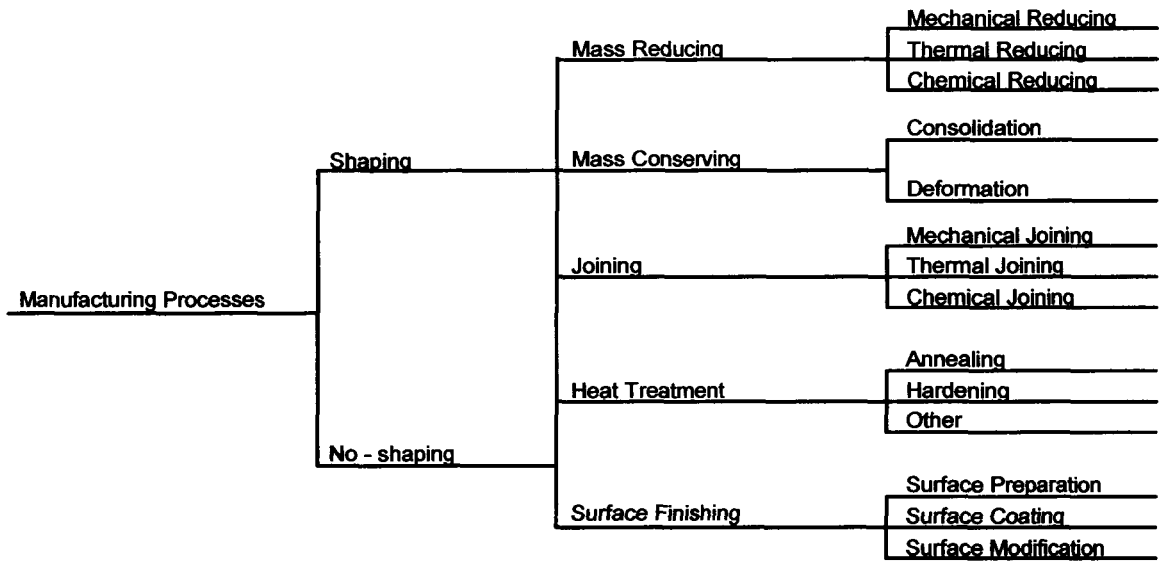 Manufacturing Processes
Shaping
No - shaping
Mass Reducing
Mass Conserving
Joining
Heat Treatment
Surface Finishing
Mechanical Reducing
Thermal Reducing
Chemical Reducing
Consolidation
Deformation
Mechanical Joining
Thermal Joining
Chemical Joining
Annealing
Hardening
Other
Surface Preparation
Surface Coating
Surface Modification